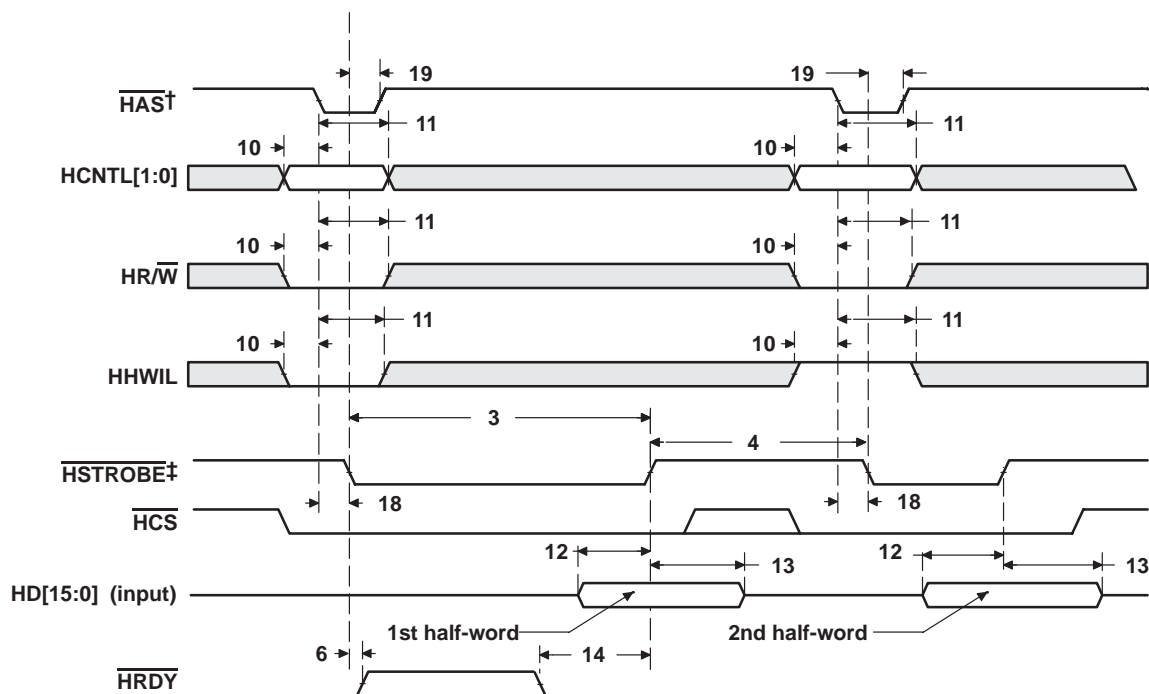 19 19
HAS†
11 11
10 10
HCNTL[1:0]
11 11
10 10
HR/W
11 11
10 10
HHWIL
3
4
HSTROBE‡
18 18
HCS
12 12
13 13
HD[15:0] (input)
1st half-word 2nd half-word
6 14
HRDY